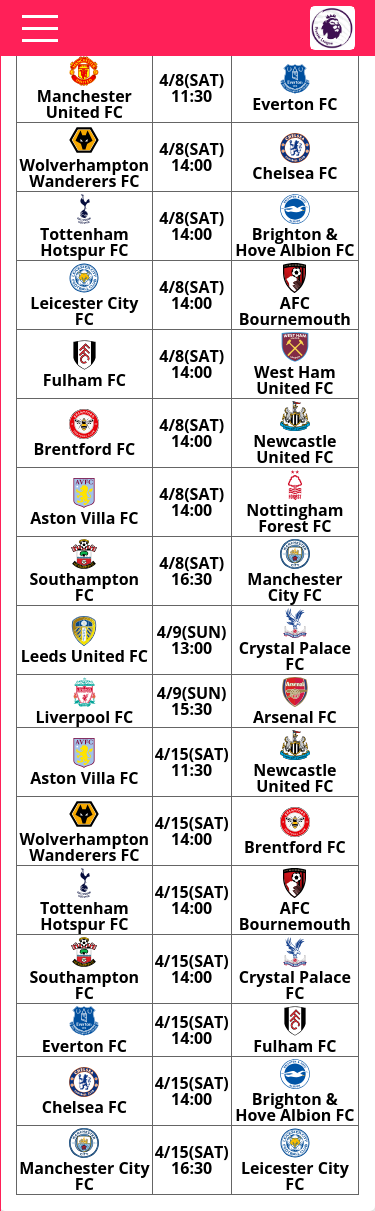 Manchester
United FC
4/8(SAT)
11:30
Everton FC
Wolverhampton
Wanderers FC
4/8(SAT)
14:00
Chelsea FC
Tottenham
Hotspur FC
4/8(SAT)
14:00
Brighton &
Hove Albion FC
Leicester City
FC
4/8(SAT)
14:00
AFC
Bournemouth
Fulham FC
4/8(SAT)
14:00
West Ham
United FC
Brentford FC
4/8(SAT)
14:00
Newcastle
United FC
Aston Villa FC
4/8(SAT)
14:00
Nottingham
Forest FC
Southampton
FC
4/8(SAT)
16:30
Manchester
City FC
Leeds United FC
4/9(SUN)
13:00
Crystal Palace
FC
Liverpool FC
4/9(SUN)
15:30
Arsenal FC
Aston Villa FC
4/15(SAT)
11:30
Newcastle
United FC
Wolverhampton
Wanderers FC
4/15(SAT)
14:00
Brentford FC
Tottenham
Hotspur FC
4/15(SAT)
14:00
AFC
Bournemouth
Southampton
FC
4/15(SAT)
14:00
Crystal Palace
FC
Everton FC
4/15(SAT)
14:00
Fulham FC
Chelsea FC
4/15(SAT)
14:00
Brighton &
Hove Albion FC
Manchester City
FC
4/15(SAT)
16:30
Leicester City
FC